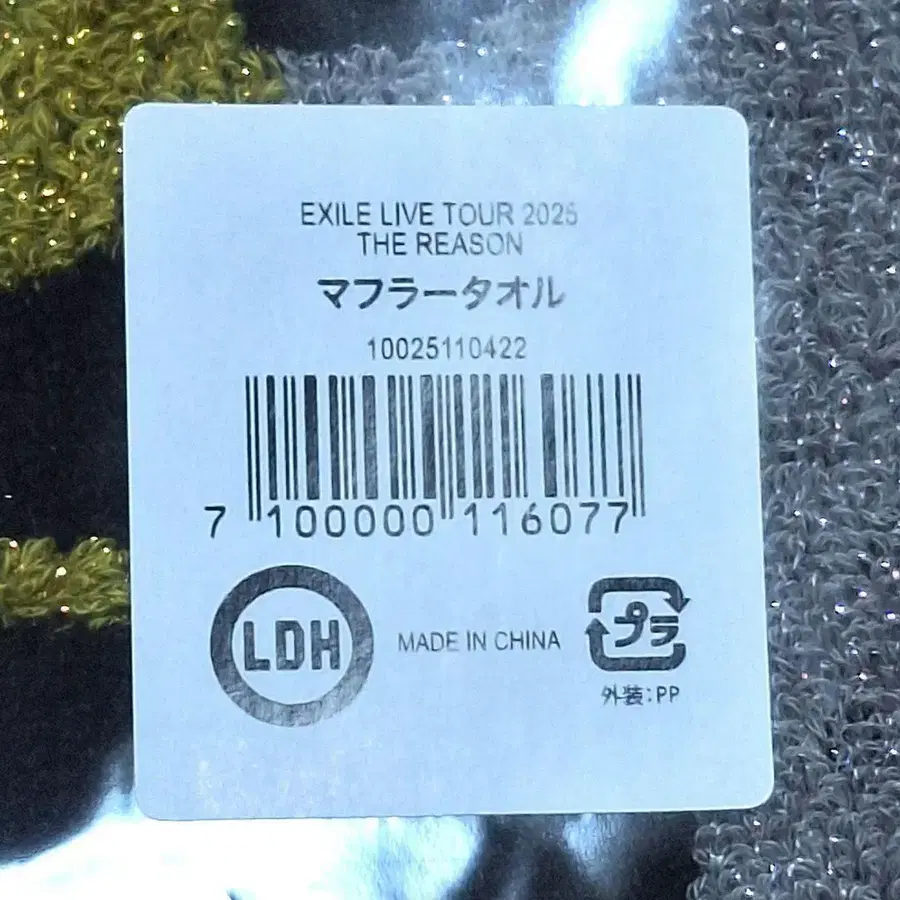 EXILE LIVE TOUR 2025
THE REASON
マフラータオル
10025110422
7 100000 116077
LDH
MADE IN CHINA
プラ
外装:PP